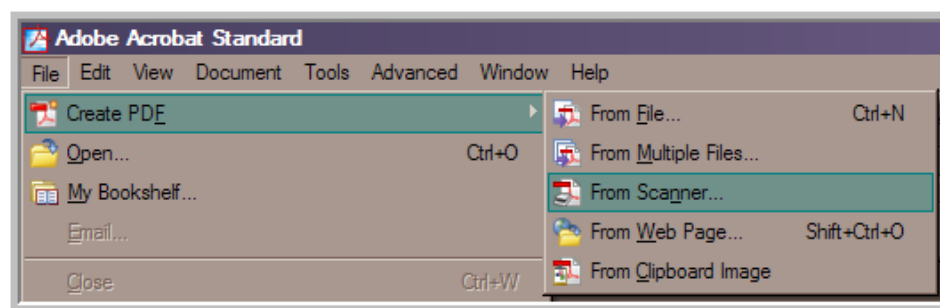 Adobe Acrobat Standard
File Edit View Document Tools Advanced Window Help
Create PDF
Open... Ctrl+O
My Bookshelf...
Email...
Close Ctrl+W
From File... Ctrl+N
From Multiple Files...
From Scanner...
From Web Page... Shift+Ctrl+O
From Clipboard Image